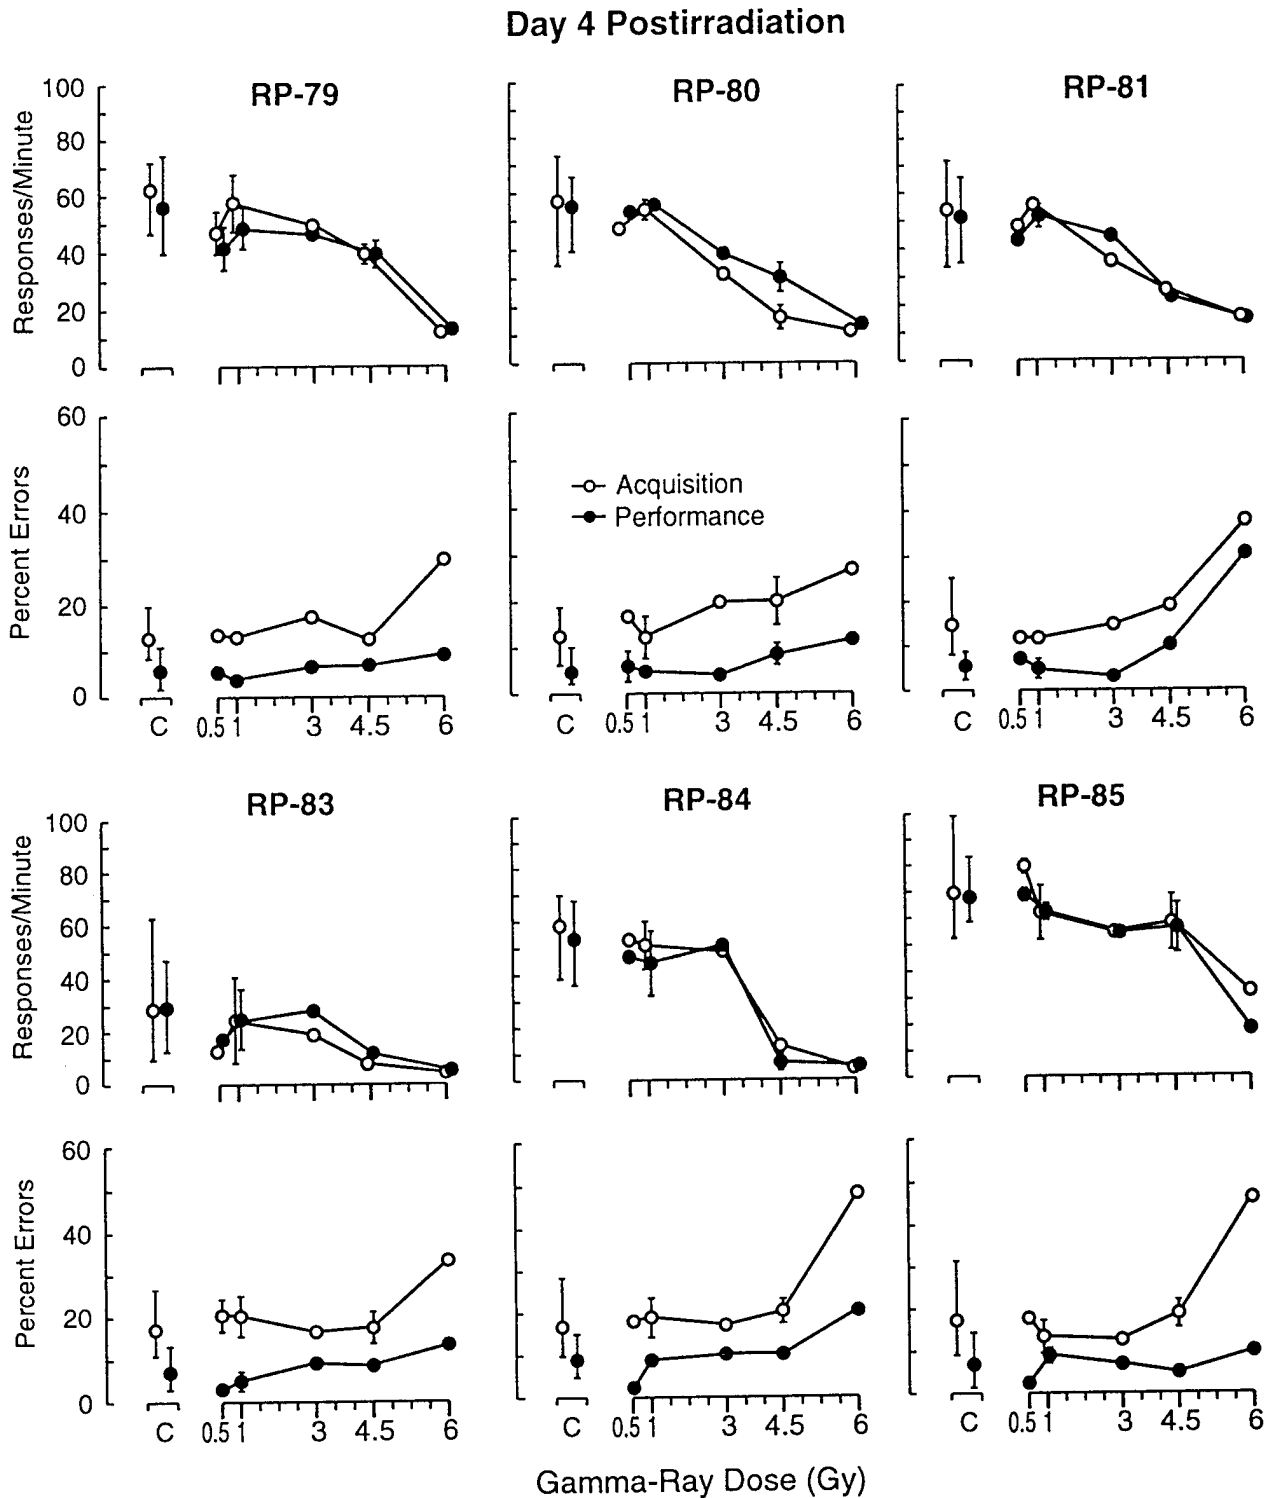 Day 4 Postirradiation
RP-79 RP-80 RP-81
Responses/Minute
100
80
60
40
20
0
Percent Errors
60
40
20
0
Acquisition
Performance
C 0.5 1 3 4.5 6 C 0.5 1 3 4.5 6 C 0.5 1 3 4.5 6
RP-83 RP-84 RP-85
Responses/Minute
100
80
60
40
20
0
Percent Errors
60
40
20
0
C 0.5 1 3 4.5 6 C 0.5 1 3 4.5 6 C 0.5 1 3 4.5 6
Gamma-Ray Dose (Gy)